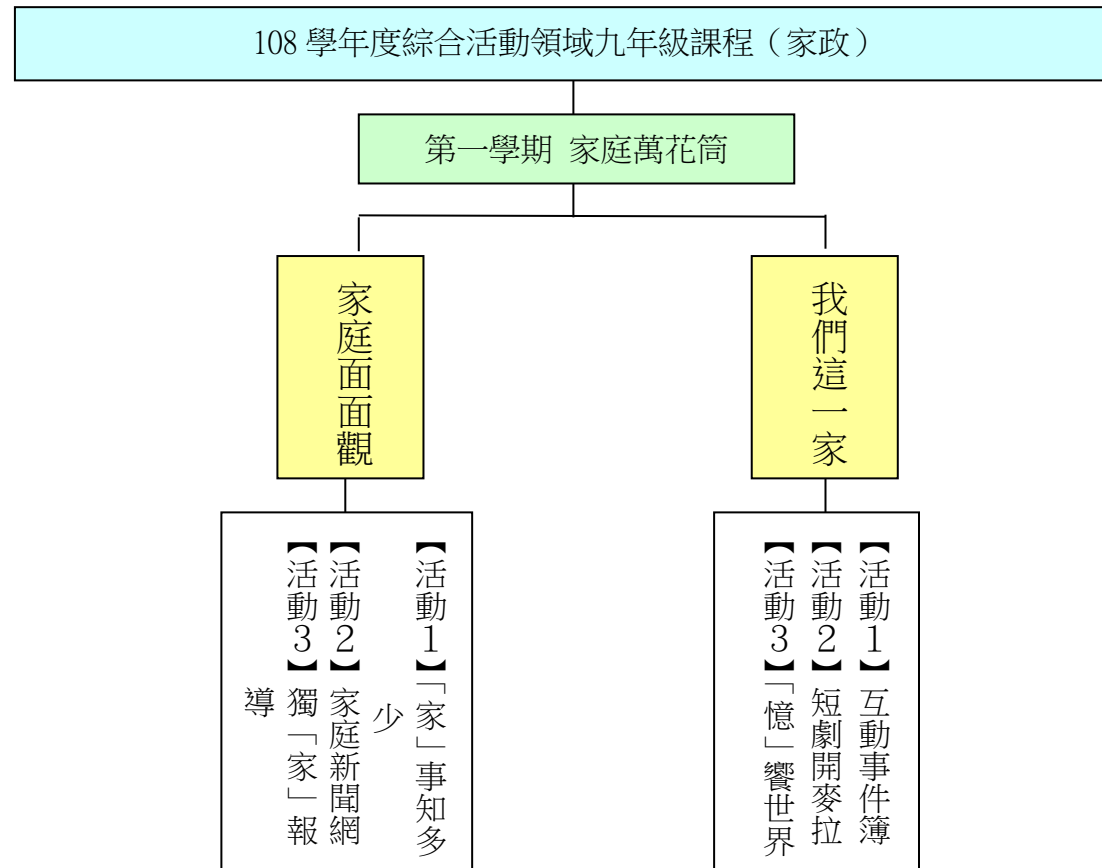 108 學年度綜合活動領域九年級課程（家政）
第一學期 家庭萬花筒
家庭面面觀
我們這一家
【活動１】「家」事知多
少
【活動２】家庭新聞網
【活動３】獨「家」報
導
【活動１】互動事件簿
【活動２】短劇開麥拉
【活動３】「憶」饗世界